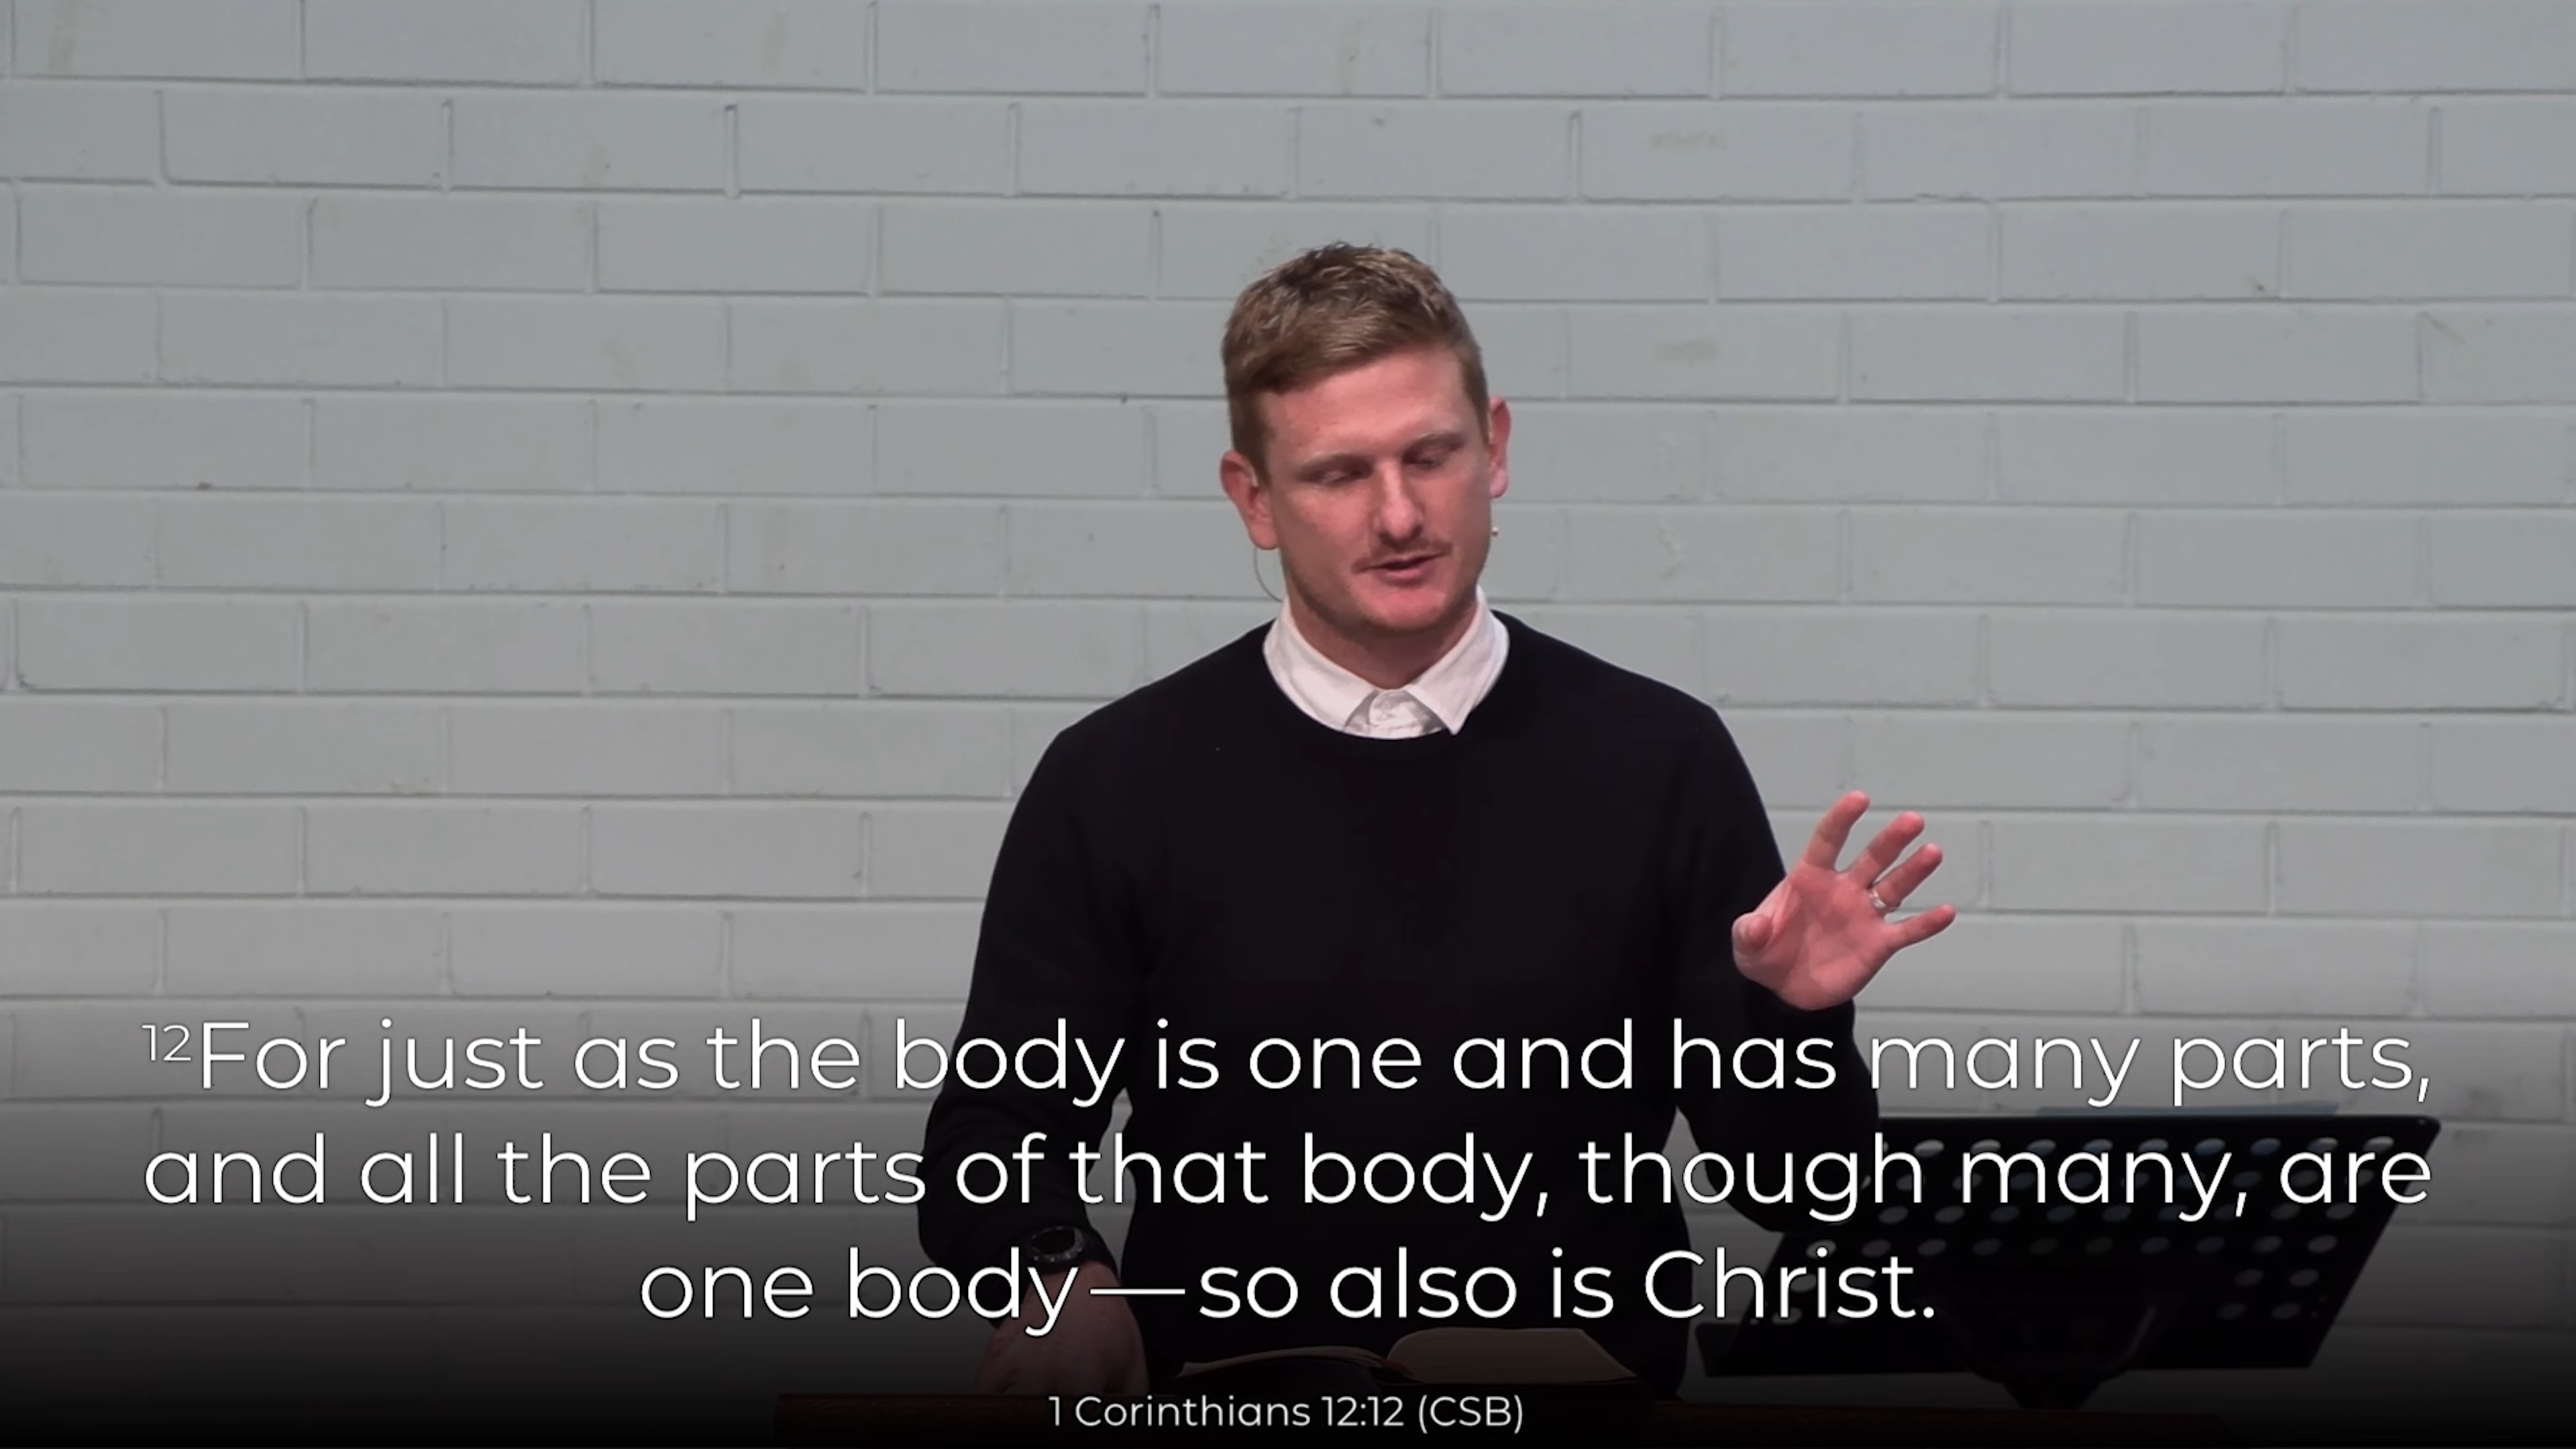 ¹²For just as the body is one and has many parts,
and all the parts of that body, though many, are
one body—so also is Christ.
1 Corinthians 12:12 (CSB)